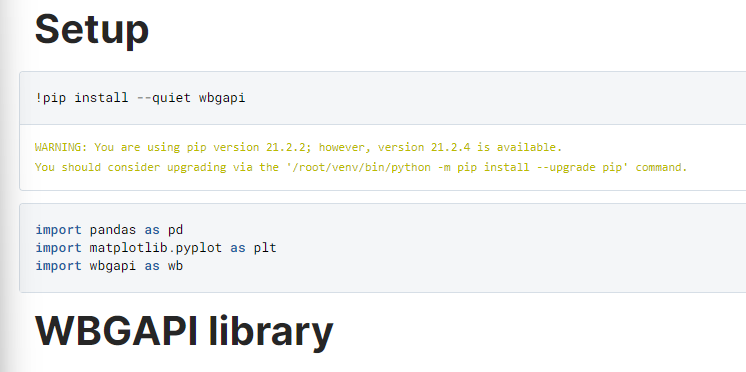 Setup
!pip install --quiet wbgapi
WARNING: You are using pip version 21.2.2; however, version 21.2.4 is available.
You should consider upgrading via the '/root/venv/bin/python -m pip install --upgrade pip' command.
import pandas as pd
import matplotlib.pyplot as plt
import wbgapi as wb
WBGAPI library